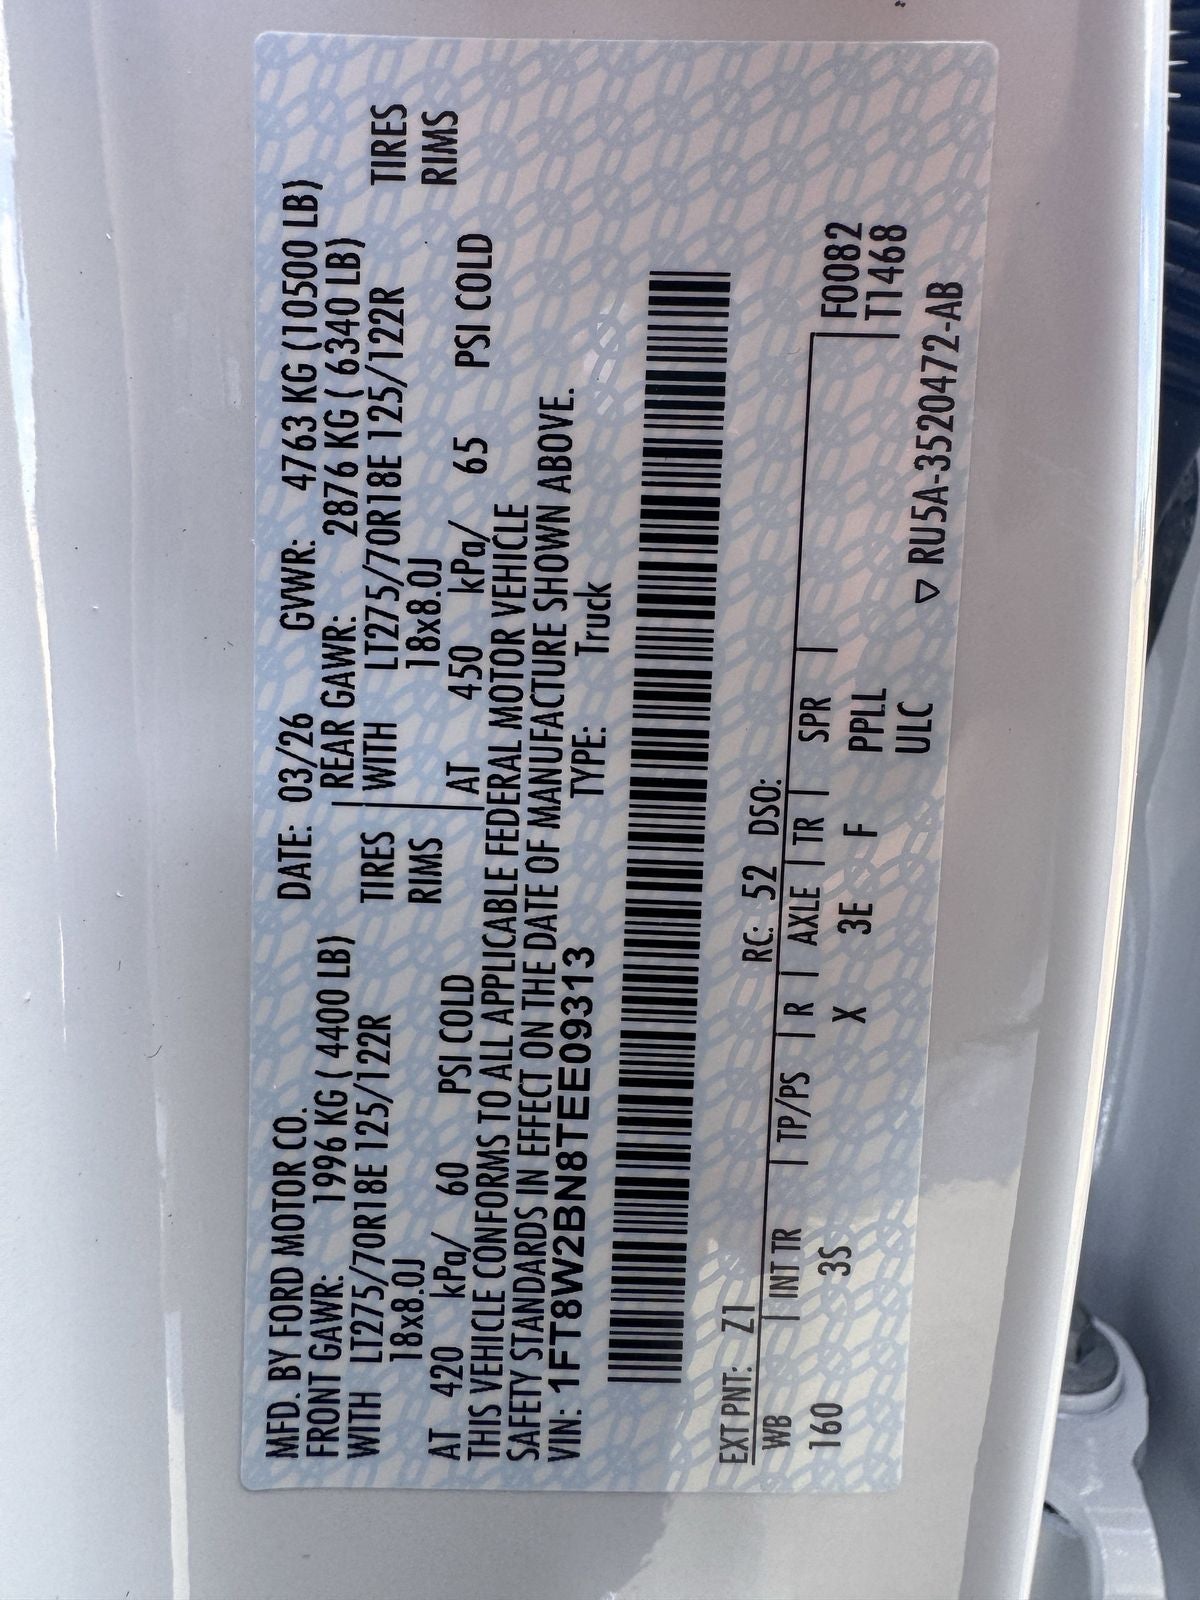 MFD. BY FORD MOTOR CO.
DATE: 03/26 GVWR: 4763 KG (10500 LB)
FRONT GAWR: 1996 KG ( 4400 LB)
REAR GAWR: 2876 KG ( 6340 LB)
WITH LT275/70R18E 125/122R TIRES
WITH LT275/70R18E 125/122R TIRES
18x8.0J RIMS
18x8.0J RIMS
AT 420 kPa/ 60 PSI COLD
AT 450 kPa/ 65 PSI COLD
THIS VEHICLE CONFORMS TO ALL APPLICABLE FEDERAL MOTOR VEHICLE
SAFETY STANDARDS IN EFFECT ON THE DATE OF MANUFACTURE SHOWN ABOVE.
VIN: 1FT8W2BN8TEE09313 TYPE: Truck
EXT PNT: Z1 RC: 52 DSO:
WB | INT TR | TP/PS | R | AXLE | TR | SPR | F0082
160 3S X 3E F PPLL T1468
ULC ▽ RU5A-3520472-AB